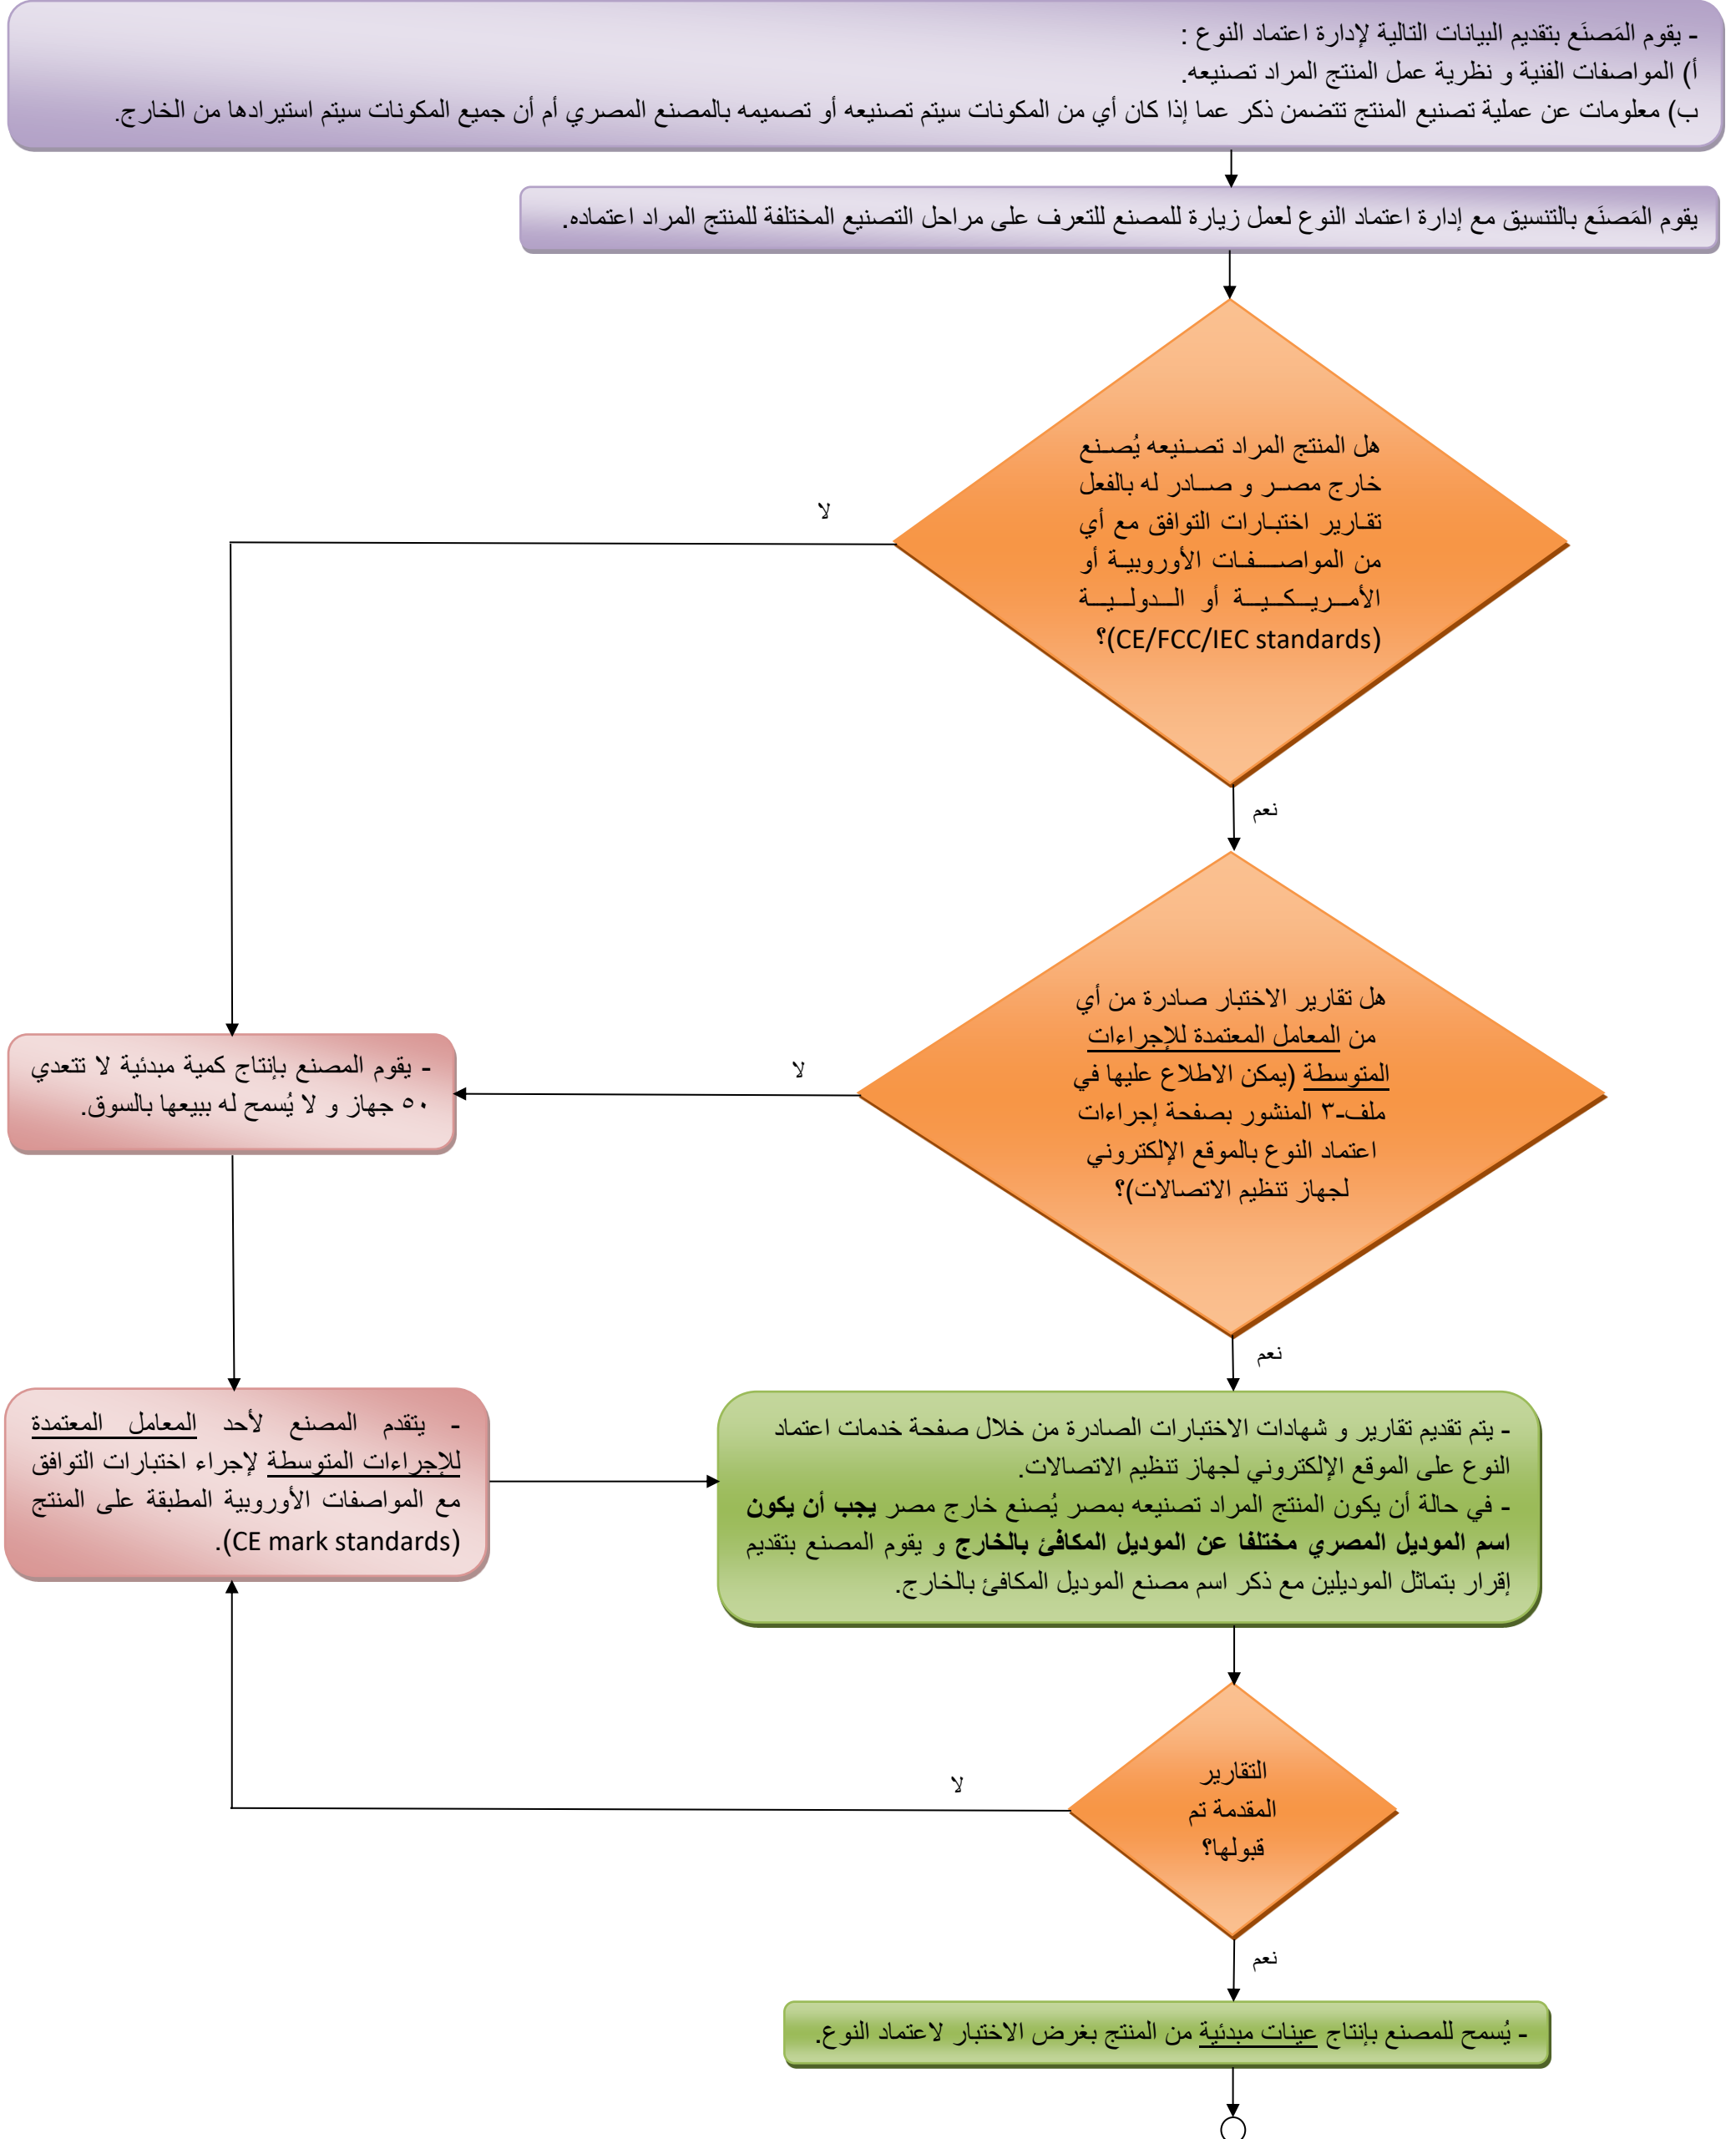 - يقوم المَصنَع بتقديم البيانات التالية لإدارة اعتماد النوع :
أ) المواصفات الفنية و نظرية عمل المنتج المراد تصنيعه.
ب) معلومات عن عملية تصنيع المنتج تتضمن ذكر عما إذا كان أي من المكونات سيتم تصنيعه أو تصميمه بالمصنع المصري أم أن جميع المكونات سيتم استيرادها من الخارج.
يقوم المَصنَع بالتنسيق مع إدارة اعتماد النوع لعمل زيارة للمصنع للتعرف على مراحل التصنيع المختلفة للمنتج المراد اعتماده.
هل المنتج المراد تصنيعه يُصنع
خارج مصر و صادر له بالفعل
تقارير اختبارات التوافق مع أي
من المواصفات الأوروبية أو
الأمريكية أو الدولية
(CE/FCC/IEC standards)؟
لا
نعم
هل تقارير الاختبار صادرة من أي
من المعامل المعتمدة للإجراءات
المتوسطة (يمكن الاطلاع عليها في
ملف-٣ المنشور بصفحة إجراءات
اعتماد النوع بالموقع الإلكتروني
لجهاز تنظيم الاتصالات)؟
لا
- يقوم المصنع بإنتاج كمية مبدئية لا تتعدي
٥٠ جهاز و لا يُسمح له ببيعها بالسوق.
نعم
- يتم تقديم تقارير و شهادات الاختبارات الصادرة من خلال صفحة خدمات اعتماد
النوع على الموقع الإلكتروني لجهاز تنظيم الاتصالات.
- في حالة أن يكون المنتج المراد تصنيعه بمصر يُصنع خارج مصر يجب أن يكون
اسم الموديل المصري مختلفا عن الموديل المكافئ بالخارج و يقوم المصنع بتقديم
إقرار بتماثل الموديلين مع ذكر اسم مصنع الموديل المكافئ بالخارج.
- يتقدم المصنع لأحد المعامل المعتمدة
للإجراءات المتوسطة لإجراء اختبارات التوافق
مع المواصفات الأوروبية المطبقة على المنتج
(CE mark standards).
التقارير
المقدمة تم
قبولها؟
لا
نعم
- يُسمح للمصنع بإنتاج عينات مبدئية من المنتج بغرض الاختبار لاعتماد النوع.